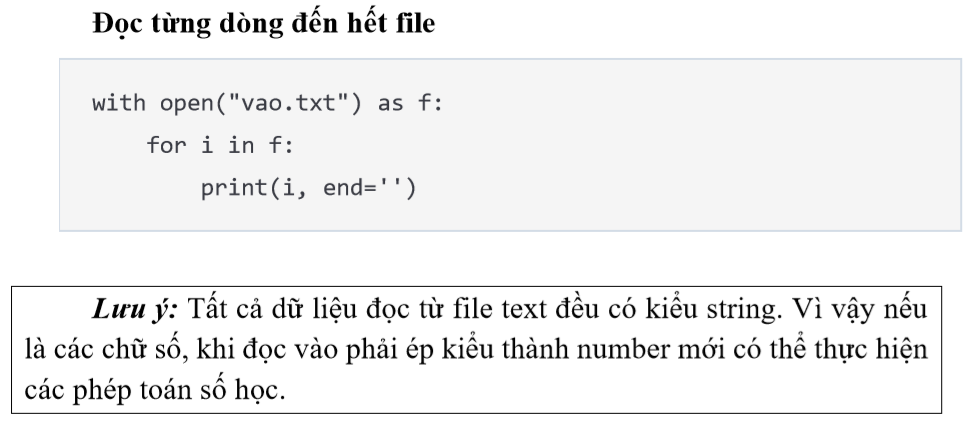 Đọc từng dòng đến hết file
with open("vao.txt") as f:
    for i in f:
        print(i, end='')
Lưu ý: Tất cả dữ liệu đọc từ file text đều có kiểu string. Vì vậy nếu
là các chữ số, khi đọc vào phải ép kiểu thành number mới có thể thực hiện
các phép toán số học.